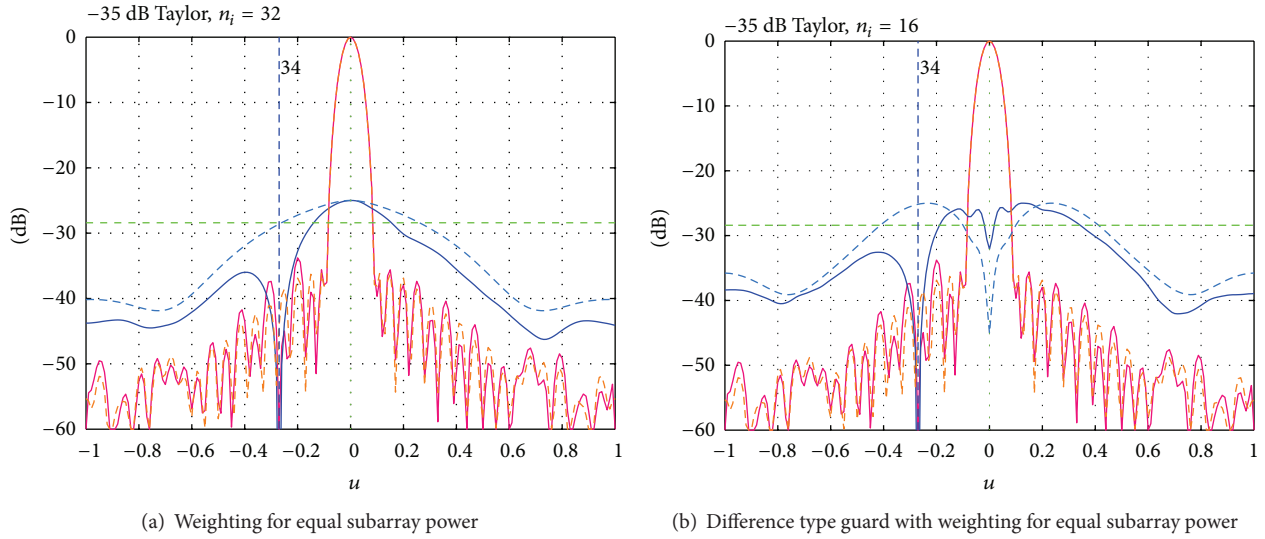 −35 dB Taylor, nᵢ = 32
0
−10
−20
−30
−40
−50
−60
(dB)
34
−1 −0.8 −0.6 −0.4 −0.2 0 0.2 0.4 0.6 0.8 1
u
(a) Weighting for equal subarray power
−35 dB Taylor, nᵢ = 16
0
−10
−20
−30
−40
−50
−60
(dB)
34
−1 −0.8 −0.6 −0.4 −0.2 0 0.2 0.4 0.6 0.8 1
u
(b) Difference type guard with weighting for equal subarray power